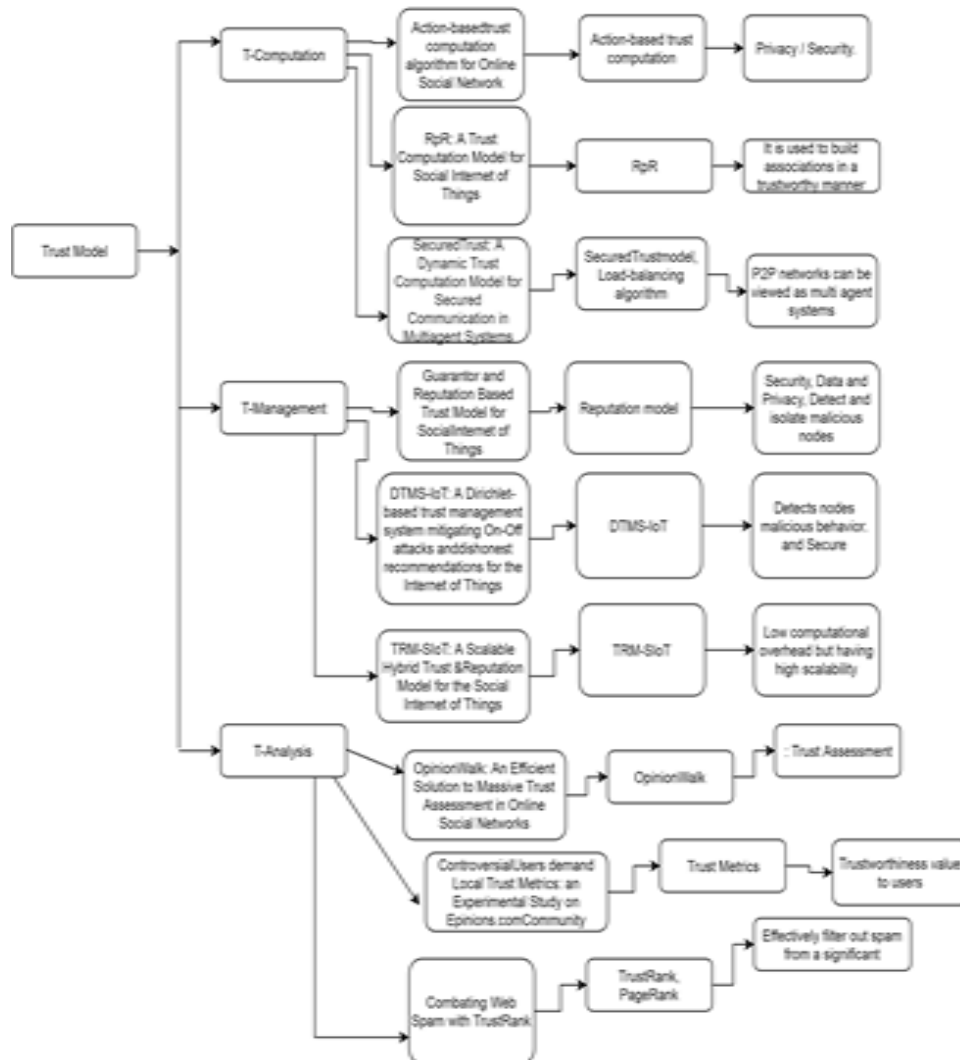 Trust Model
T-Computation
Action-basedtrust
computation
algorithm for Online
Social Network
Action-based trust
computation
Privacy / Security.
RpR: A Trust
Computation Model for
Social Internet of
Things
RpR
It is used to build
associations in a
trustworthy manner
SecuredTrust: A
Dynamic Trust
Computation Model for
Secured
Communication in
Multiagent Systems
SecuredTrustmodel,
Load-balancing
algorithm
P2P networks can be
viewed as multi agent
systems
T-Management
Guarantor and
Reputation Based
Trust Model for
SocialInternet of
Things
Reputation model
Security, Data and
Privacy, Detect and
isolate malicious
nodes
DTMS-IoT: A Dirichlet-
based trust management
system mitigating On-Off
attacks anddishonest
recommendations for the
Internet of Things
DTMS-IoT
Detects nodes
malicious behavior.
and Secure
TRM-SIoT: A Scalable
Hybrid Trust &Reputation
Model for the Social
Internet of Things
TRM-SIoT
Low computational
overhead but having
high scalability
T-Analysis
OpinionWalk: An Efficient
Solution to Massive Trust
Assessment in Online
Social Networks
OpinionWalk
: Trust Assessment
ControversialUsers demand
Local Trust Metrics: an
Experimental Study on
Epinions.comCommunity
Trust Metrics
Trustworthiness value
to users
Combating Web
Spam with TrustRank
TrustRank,
PageRank
Effectively filter out spam
from a significant